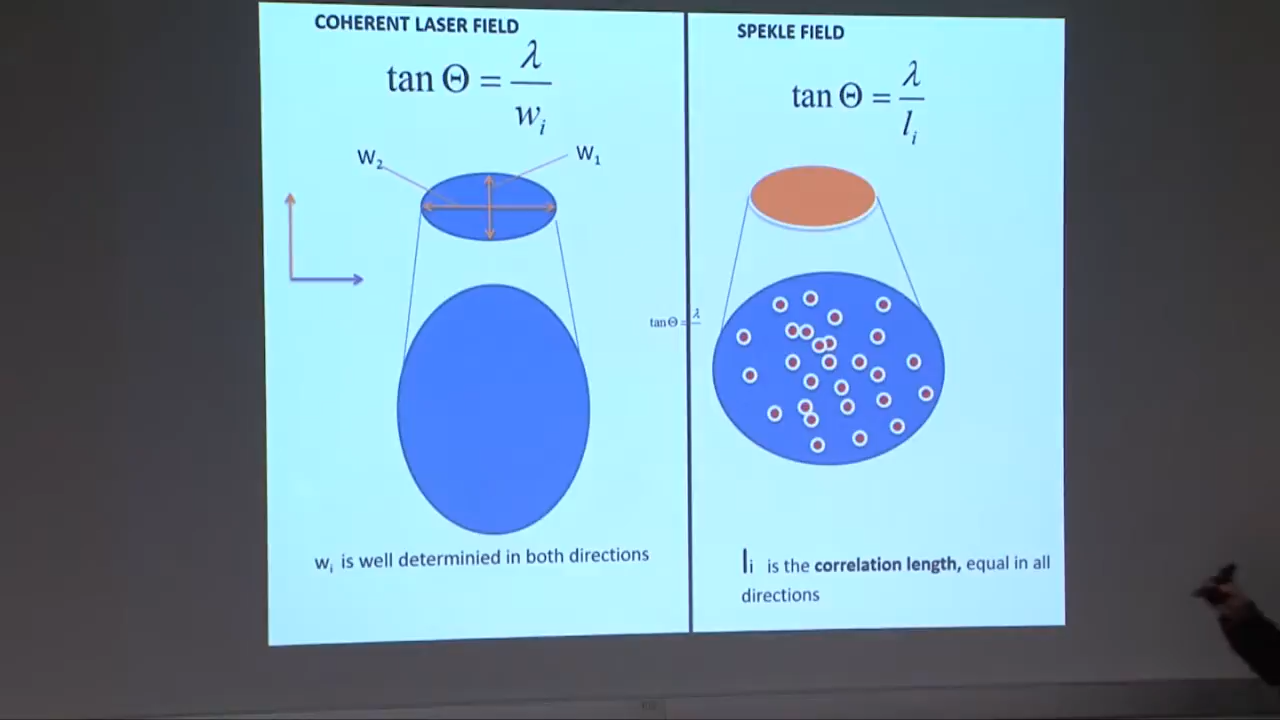 COHERENT LASER FIELD
tan Θ = λ / w_i
W₂
W₁
w_i is well determinied in both directions
tan Θ = λ
SPEKLE FIELD
tan Θ = λ / l_i
l_i is the correlation length, equal in all
directions